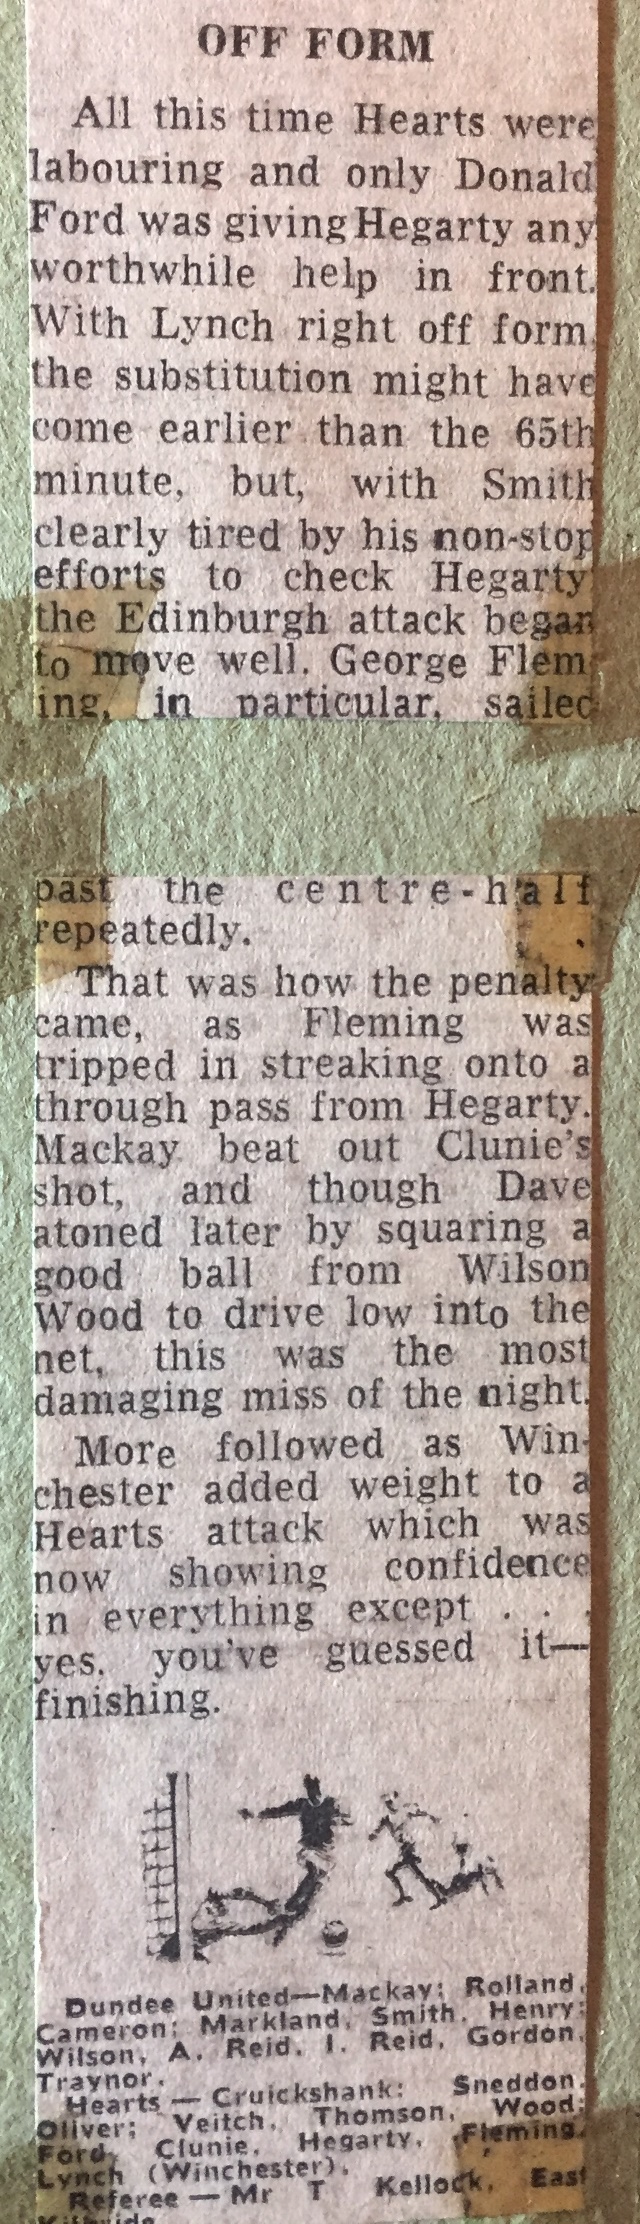 OFF FORM
All this time Hearts were
labouring and only Donald
Ford was giving Hegarty any
worthwhile help in front.
With Lynch right off form,
the substitution might have
come earlier than the 65th
minute, but, with Smith
clearly tired by his non-stop
efforts to check Hegarty
the Edinburgh attack began
to move well. George Flem-
ing, in particular, sailed
past the centre-half
repeatedly.
That was how the penalty
came, as Fleming was
tripped in streaking onto a
through pass from Hegarty.
Mackay beat out Clunie's
shot, and though Dave
atoned later by squaring a
good ball from Wilson
Wood to drive low into the
net, this was the most
damaging miss of the night.
More followed as Win-
chester added weight to a
Hearts attack which was
now showing confidence
in everything except . . .
yes, you've guessed it—
finishing.
Dundee United—Mackay; Rolland,
Cameron; Markland, Smith, Henry;
Wilson, A. Reid, I. Reid, Gordon,
Traynor.
Hearts — Cruickshank; Sneddon,
Oliver; Veitch, Thomson, Wood;
Ford, Clunie, Hegarty, Fleming,
Lynch (Winchester).
Referee — Mr T Kellock, East
Kilbride.